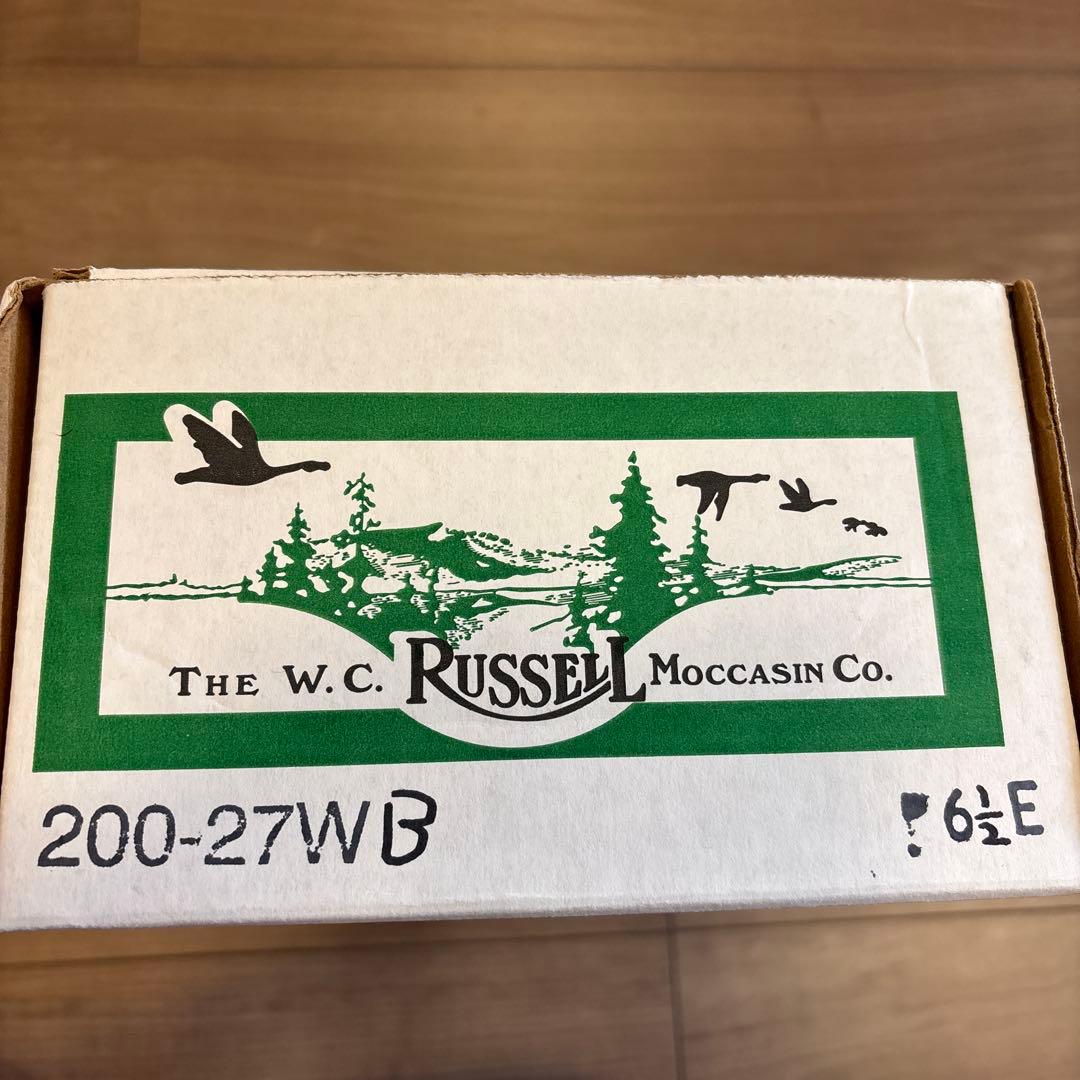 THE W.C. RUSSELL MOCCASIN CO.
200-27WB
! 6½E